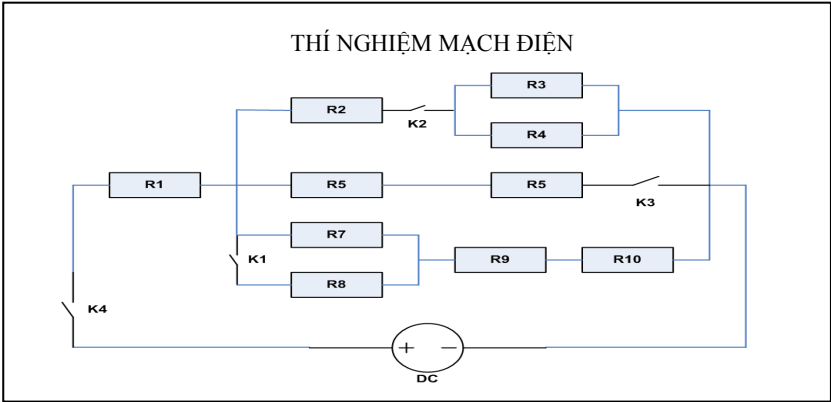 THÍ NGHIỆM MẠCH ĐIỆN
R3
R2
K2
R4
R1
R5
R5
K3
R7
K1
R9
R10
R8
K4
+
−
DC